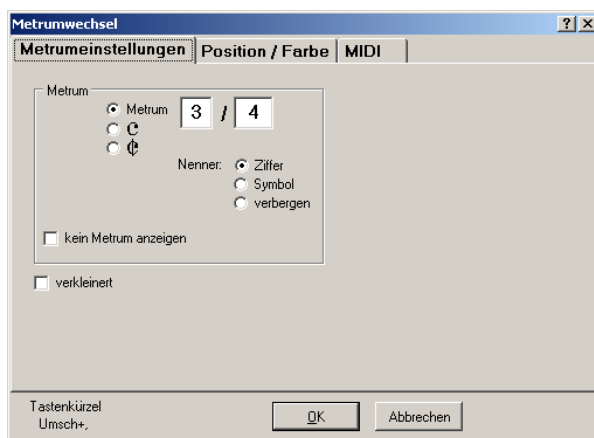 Metrumwechsel
Metrumeinstellungen Position / Farbe MIDI
Metrum
Metrum 3 / 4
Nenner: Ziffer
Symbol
verbergen
kein Metrum anzeigen
verkleinert
Tastenkürzel
Umsch+,
OK Abbrechen